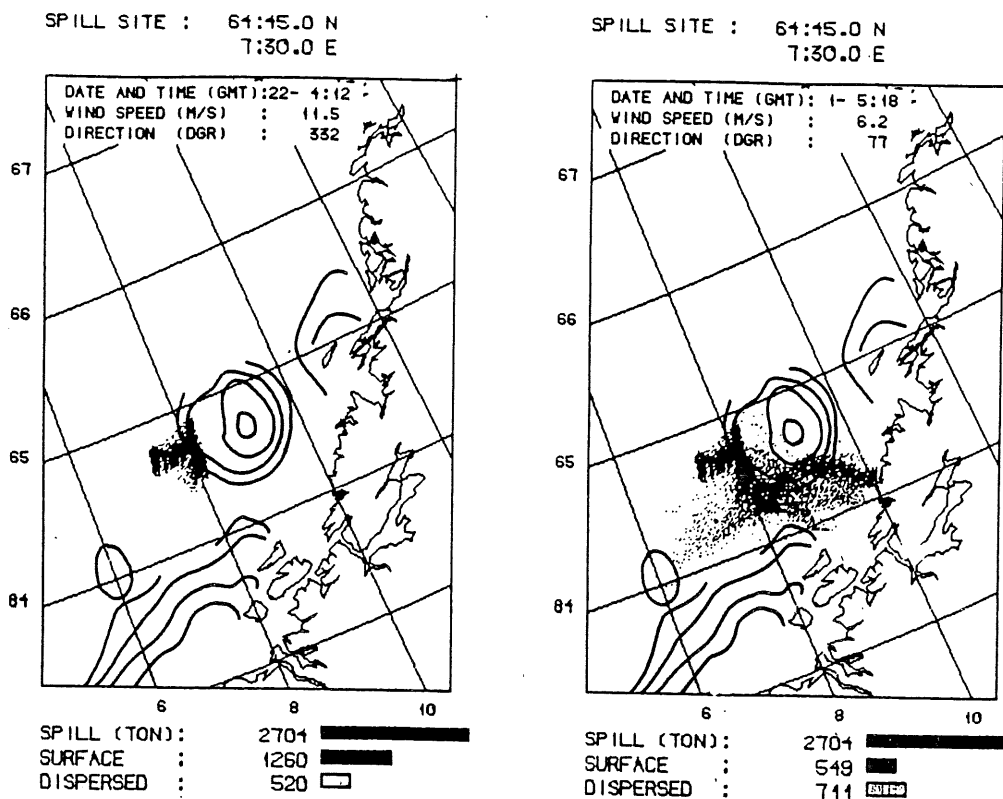 SPILL SITE : 64:45.0 N
7:30.0 E
DATE AND TIME (GMT):22- 4:12
WIND SPEED (M/S) : 11.5
DIRECTION (DGR) : 332
67
66
65
64
6 8 10
SPILL (TON): 2704
SURFACE : 1260
DISPERSED : 520
SPILL SITE : 64:45.0 N
7:30.0 E
DATE AND TIME (GMT): 1- 5:18
WIND SPEED (M/S) : 6.2
DIRECTION (DGR) : 77
67
66
65
64
6 8 10
SPILL (TON): 2704
SURFACE : 549
DISPERSED : 711